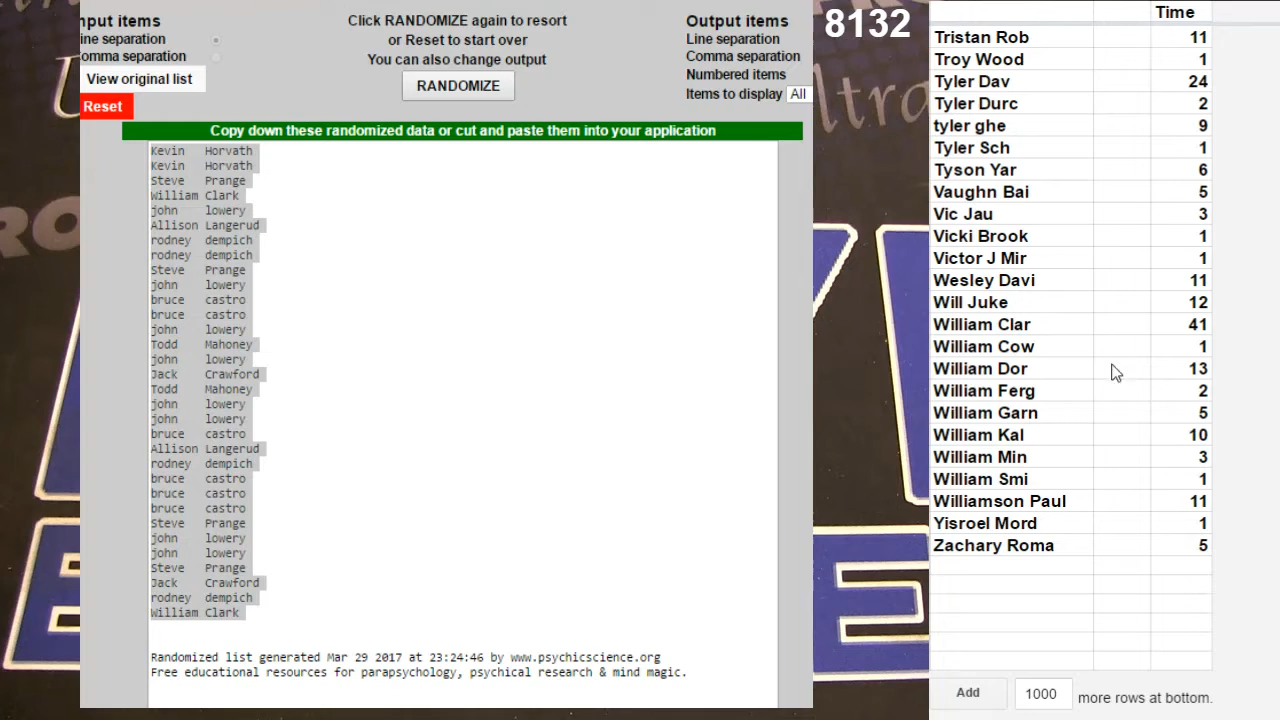 nput items
Line separation
omma separation
View original list
Reset
Click RANDOMIZE again to resort
or Reset to start over
You can also change output
RANDOMIZE
Output items
Line separation
Comma separation
Numbered items
Items to display All
8132
Copy down these randomized data or cut and paste them into your application
Kevin Horvath
Kevin Horvath
Steve Prange
William Clark
john lowery
Allison Langerud
rodney dempich
rodney dempich
Steve Prange
john lowery
bruce castro
bruce castro
john lowery
Todd Mahoney
john lowery
Jack Crawford
Todd Mahoney
john lowery
john lowery
bruce castro
Allison Langerud
rodney dempich
bruce castro
bruce castro
bruce castro
Steve Prange
john lowery
john lowery
Steve Prange
Jack Crawford
rodney dempich
William Clark
Randomized list generated Mar 29 2017 at 23:24:46 by www.psychicscience.org
Free educational resources for parapsychology, psychical research & mind magic.
Time
Tristan Rob 11
Troy Wood 1
Tyler Dav 24
Tyler Durc 2
tyler ghe 9
Tyler Sch 1
Tyson Yar 6
Vaughn Bai 5
Vic Jau 3
Vicki Brook 1
Victor J Mir 1
Wesley Davi 11
Will Juke 12
William Clar 41
William Cow 1
William Dor 13
William Ferg 2
William Garn 5
William Kal 10
William Min 3
William Smi 1
Williamson Paul 11
Yisroel Mord 1
Zachary Roma 5
Add 1000 more rows at bottom.